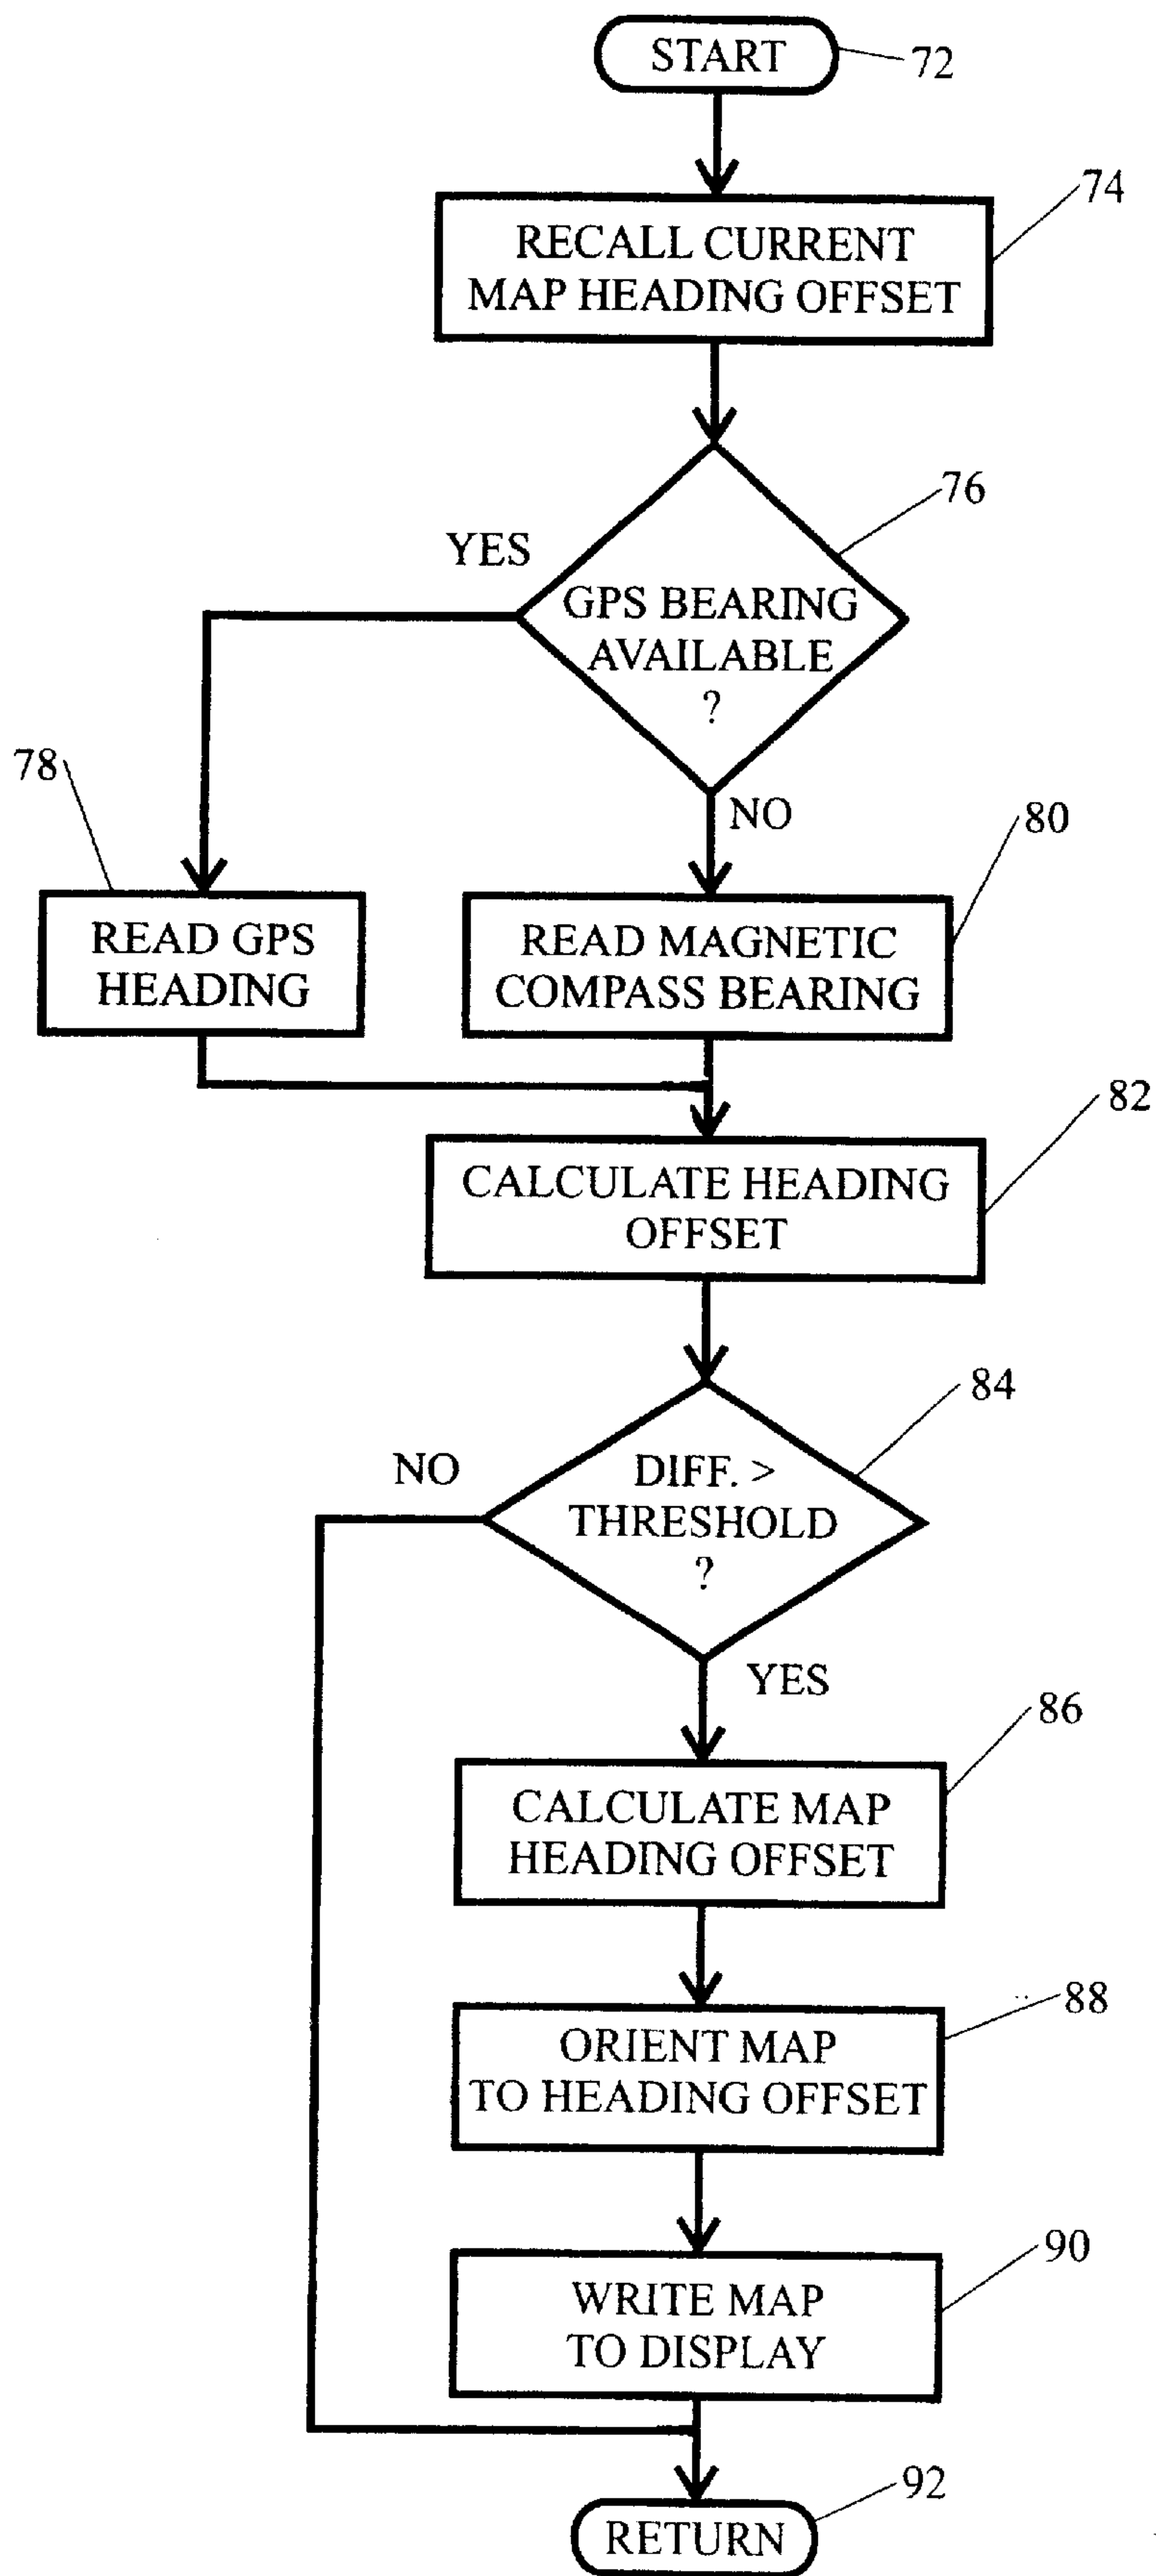 START
72
74
RECALL CURRENT
MAP HEADING OFFSET
76
YES
GPS BEARING
AVAILABLE
?
78
NO
80
READ GPS
HEADING
READ MAGNETIC
COMPASS BEARING
82
CALCULATE HEADING
OFFSET
84
NO
DIFF. >
THRESHOLD
?
YES
86
CALCULATE MAP
HEADING OFFSET
88
ORIENT MAP
TO HEADING OFFSET
90
WRITE MAP
TO DISPLAY
92
RETURN